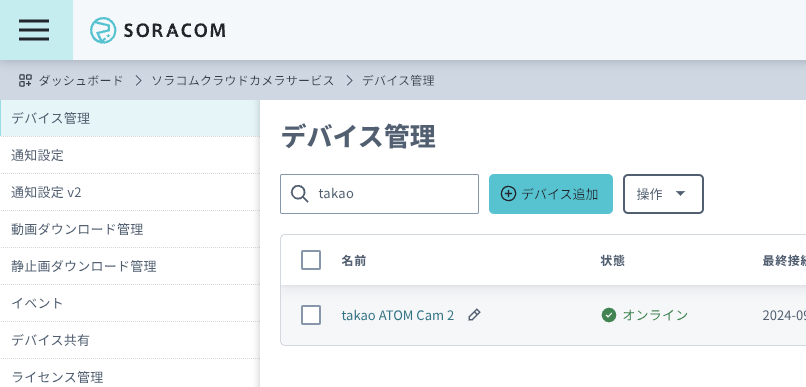 SORACOM
ダッシュボード > ソラコムクラウドカメラサービス > デバイス管理
デバイス管理
通知設定
通知設定 v2
動画ダウンロード管理
静止画ダウンロード管理
イベント
デバイス共有
ライセンス管理
デバイス管理
takao デバイス追加 操作
名前 状態 最終接続
takao ATOM Cam 2 オンライン 2024-09